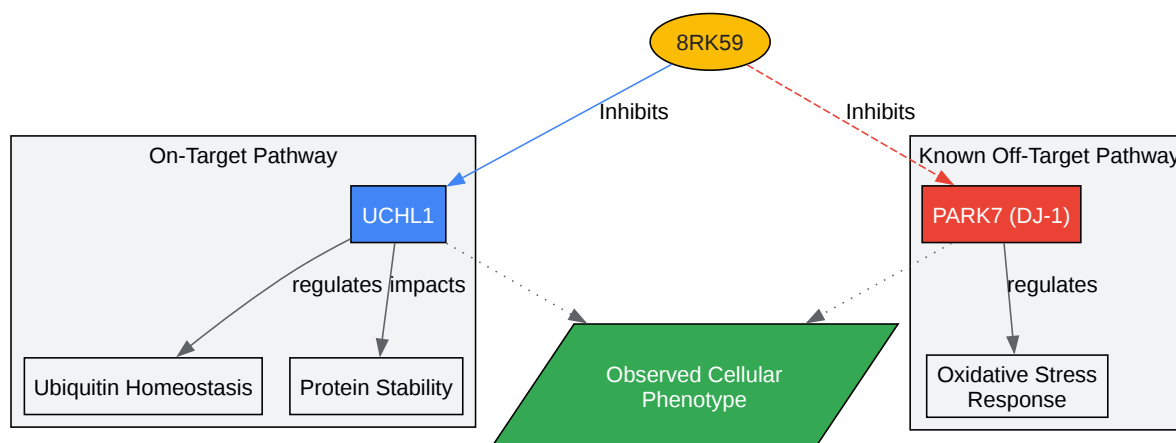 8RK59
Inhibits
Inhibits
On-Target Pathway
Known Off-Target Pathway
UCHL1
PARK7 (DJ-1)
regulates
impacts
regulates
Ubiquitin Homeostasis
Protein Stability
Observed Cellular
Phenotype
Oxidative Stress
Response